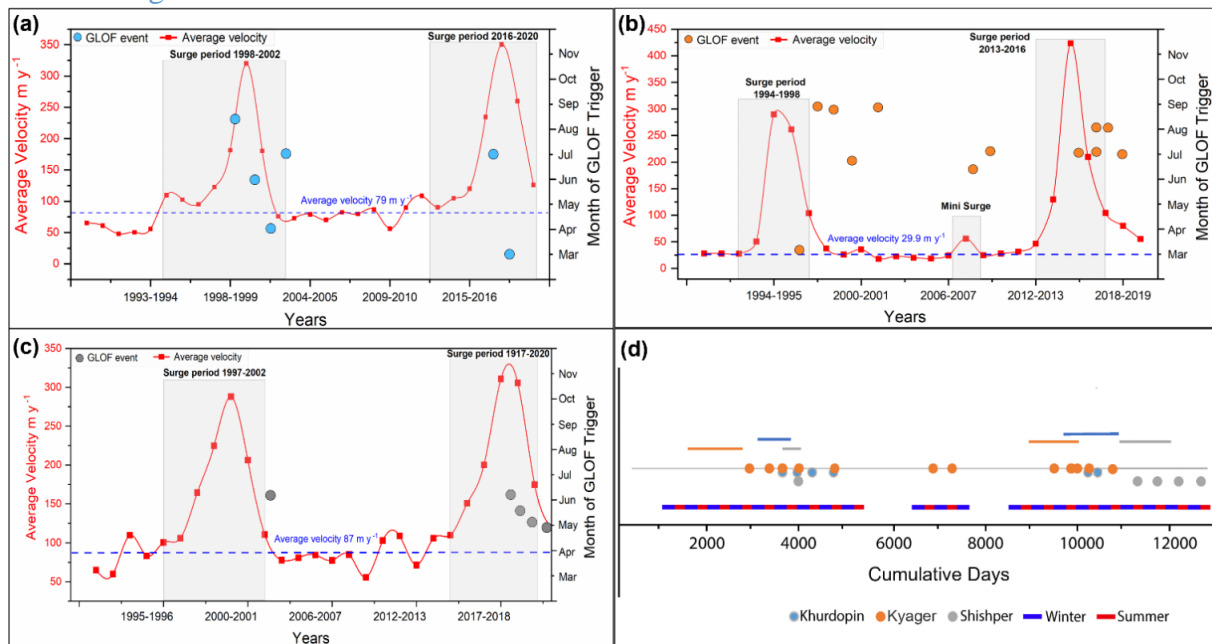 (a)
GLOF event
Average velocity
Surge period 1998-2002
Surge period 2016-2020
Average velocity 79 m y-1
Average Velocity m y-1
350
300
250
200
150
100
50
0
Nov
Oct
Sep
Aug
Jul
Jun
May
Apr
Mar
Month of GLOF Trigger
1993-1994
1998-1999
2004-2005
2009-2010
2015-2016
Years
(b)
GLOF event
Average velocity
Surge period
2013-2016
Surge period
1994-1998
Mini Surge
Average velocity 29.9 m y-1
Average Velocity m y-1
450
400
350
300
250
200
150
100
50
0
Nov
Oct
Sep
Aug
Jul
Jun
May
Apr
Mar
Month of GLOF Trigger
1994-1995
2000-2001
2006-2007
2012-2013
2018-2019
Years
(c)
GLOF event
Average velocity
Surge period 1997-2002
Surge period 1917-2020
Average velocity 87 m y-1
Average Velocity m y-1
350
300
250
200
150
100
50
Nov
Oct
Sep
Aug
Jul
Jun
May
Apr
Mar
Month of GLOF Trigger
1995-1996
2000-2001
2006-2007
2012-2013
2017-2018
Years
(d)
2000
4000
6000
8000
10000
12000
Cumulative Days
Khurdopin
Kyager
Shishper
Winter
Summer